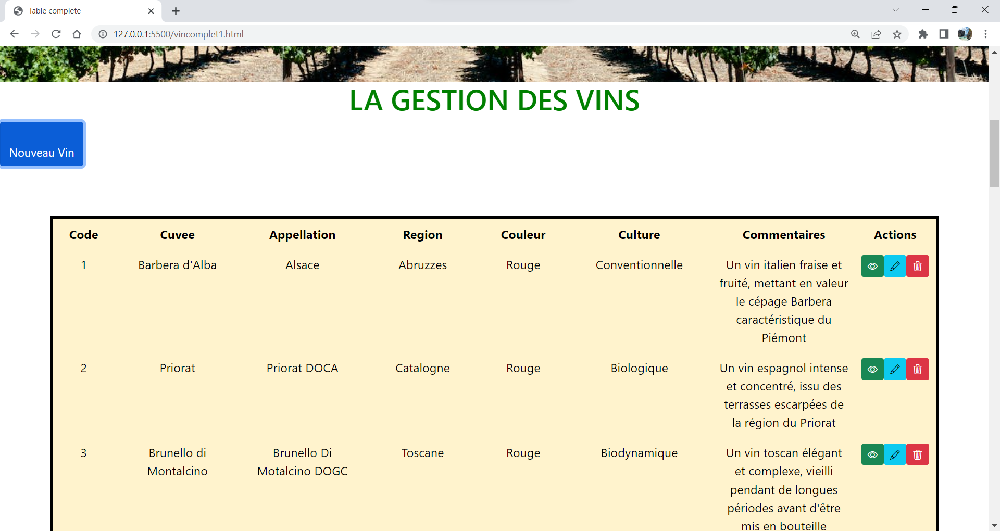 Table complete
127.0.0.1:5500/vincomplet1.html
LA GESTION DES VINS
Nouveau Vin
Code Cuvee Appellation Region Couleur Culture Commentaires Actions
1 Barbera d'Alba Alsace Abruzzes Rouge Conventionnelle Un vin italien fraise et
fruité, mettant en valeur
le cépage Barbera
caractéristique du
Piémont
2 Priorat Priorat DOCA Catalogne Rouge Biologique Un vin espagnol intense
et concentré, issu des
terrasses escarpées de
la région du Priorat
3 Brunello di Brunello Di Toscane Rouge Biodynamique Un vin toscan élégant
Montalcino Motalcino DOGC et complexe, vieilli
pendant de longues
périodes avant d'être
mis en bouteille